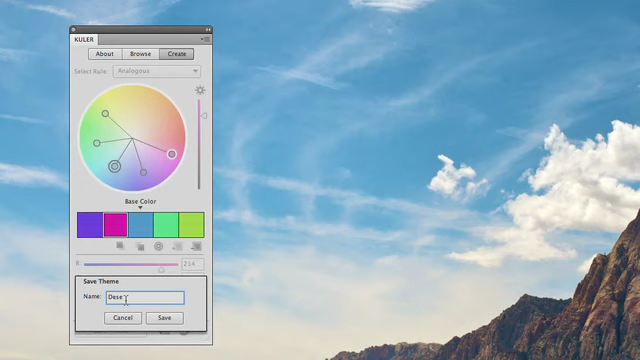 KULER
About Browse Create
Select Rule: Analogous
Base Color
R: 214
Save Theme
Name: Dese
Cancel Save